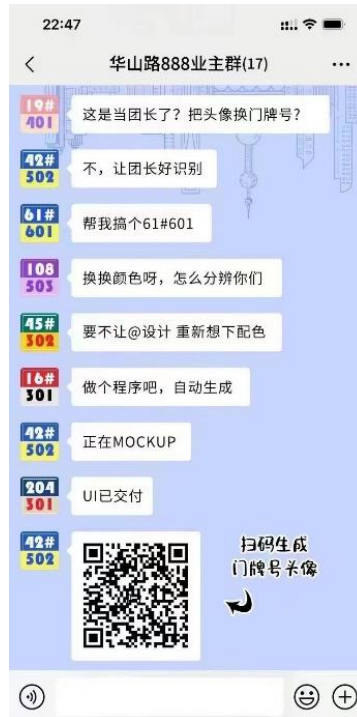 22:47
华山路888业主群(17)
19#
401
这是当团长了？把头像换门牌号？
42#
502
不，让团长好识别
61#
601
帮我搞个61#601
108
503
换换颜色呀，怎么分辨你们
45#
302
要不让@设计 重新想下配色
16#
301
做个程序吧，自动生成
42#
502
正在MOCKUP
204
301
UI已交付
42#
502
扫码生成
门牌号头像